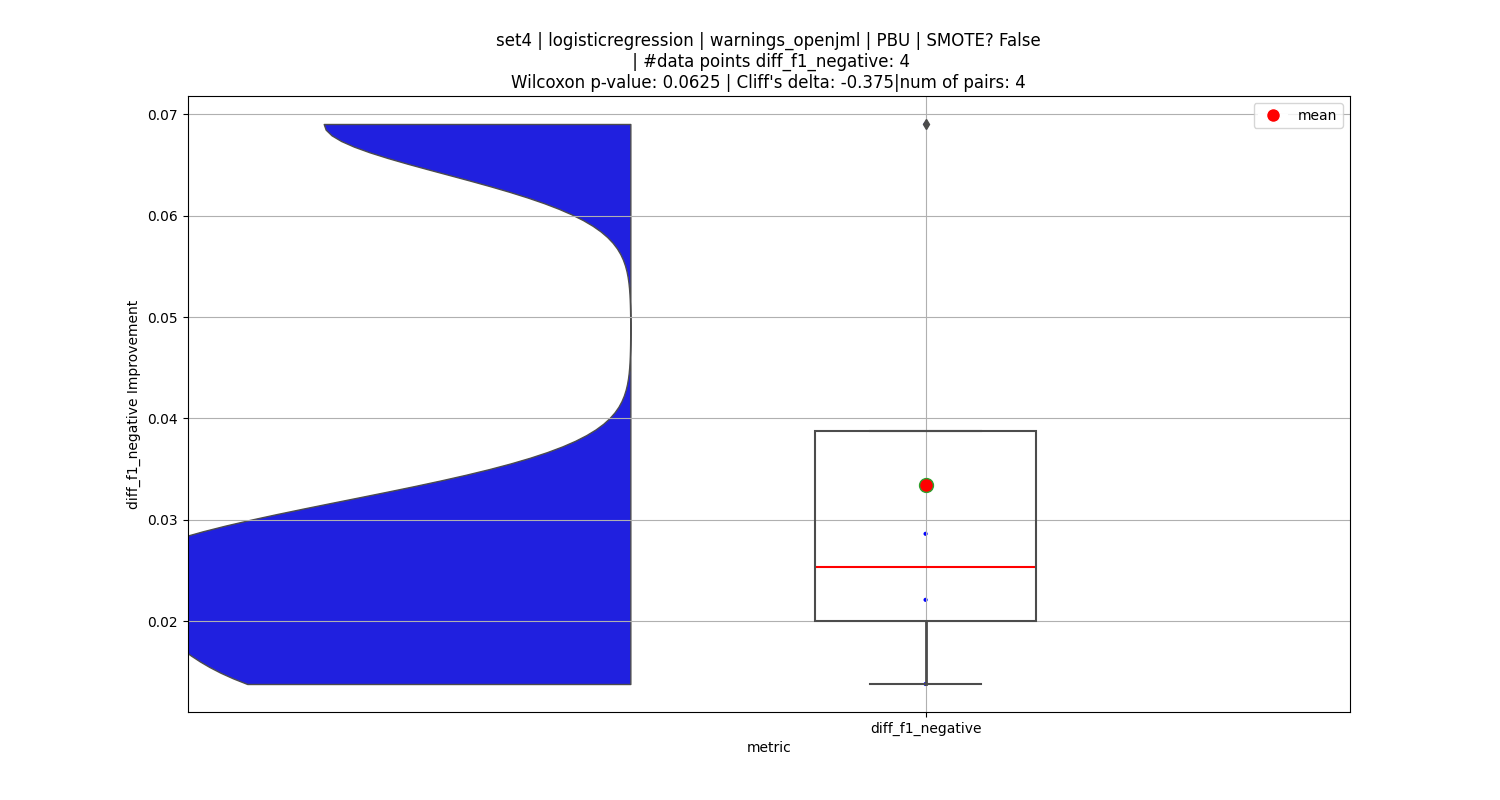 set4 | logisticregression | warnings_openjml | PBU | SMOTE? False
| #data points diff_f1_negative: 4
Wilcoxon p-value: 0.0625 | Cliff's delta: -0.375|num of pairs: 4
mean
0.07
0.06
0.05
0.04
0.03
0.02
diff_f1_negative Improvement
diff_f1_negative
metric